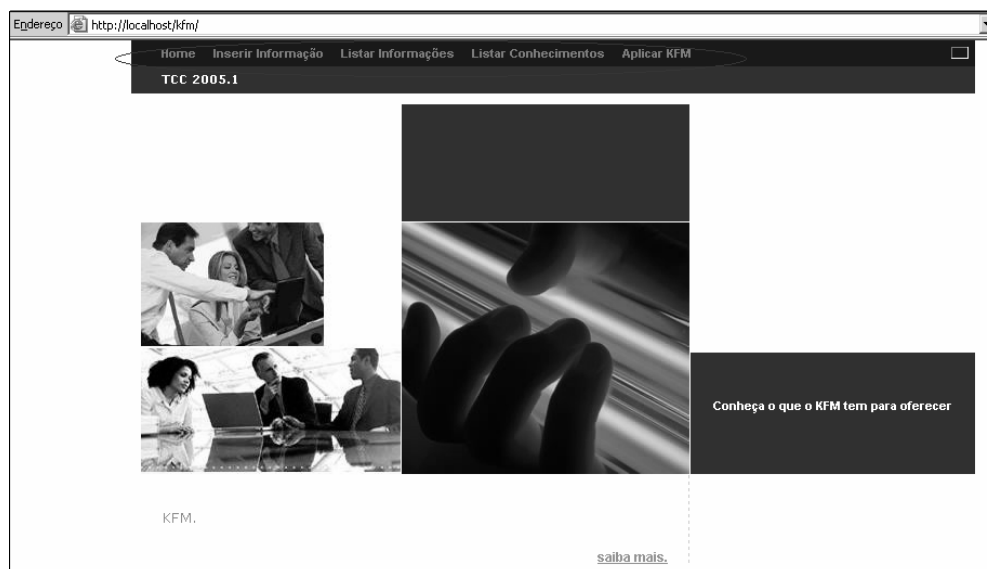 Endereço http://localhost/kfm/
Home Inserir Informação Listar Informações Listar Conhecimentos Aplicar KFM
TCC 2005.1
Conheça o que o KFM tem para oferecer
KFM.
saiba mais.